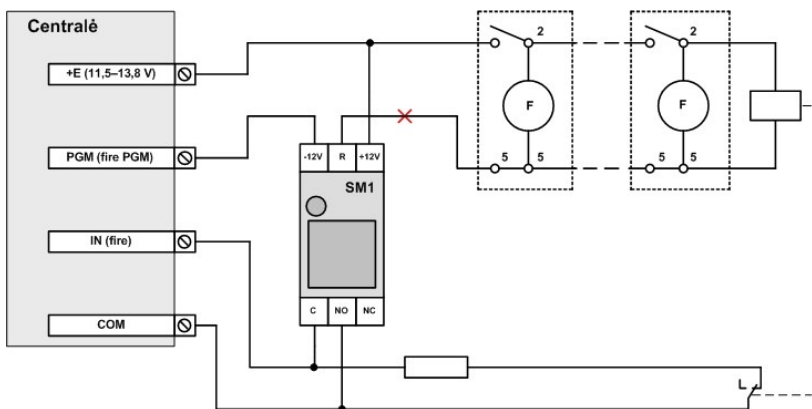 Centralė
+E (11,5–13,8 V)
PGM (fire PGM)
IN (fire)
COM
-12V R +12V
SM1
C NO NC
2
F
5 5
2
F
5 5
L